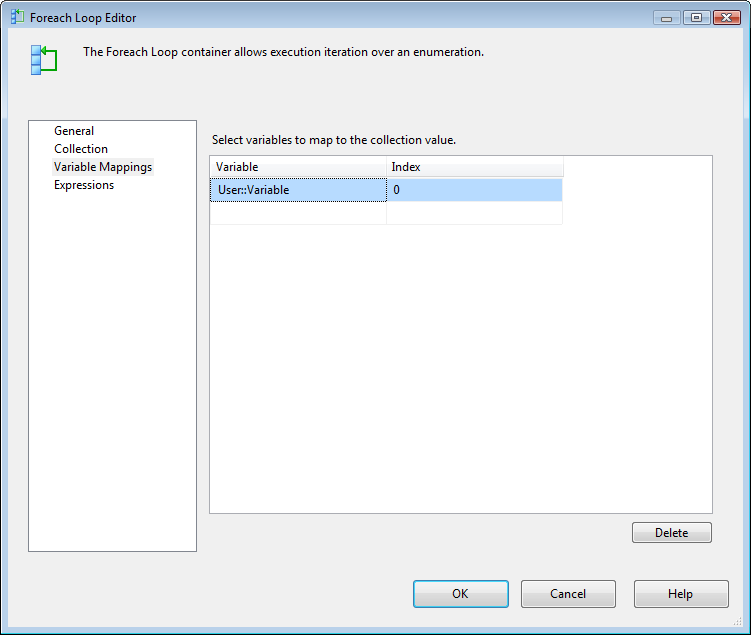 Foreach Loop Editor
The Foreach Loop container allows execution iteration over an enumeration.
General
Collection
Variable Mappings
Expressions
Select variables to map to the collection value.
Variable Index
User::Variable 0
Delete
OK Cancel Help